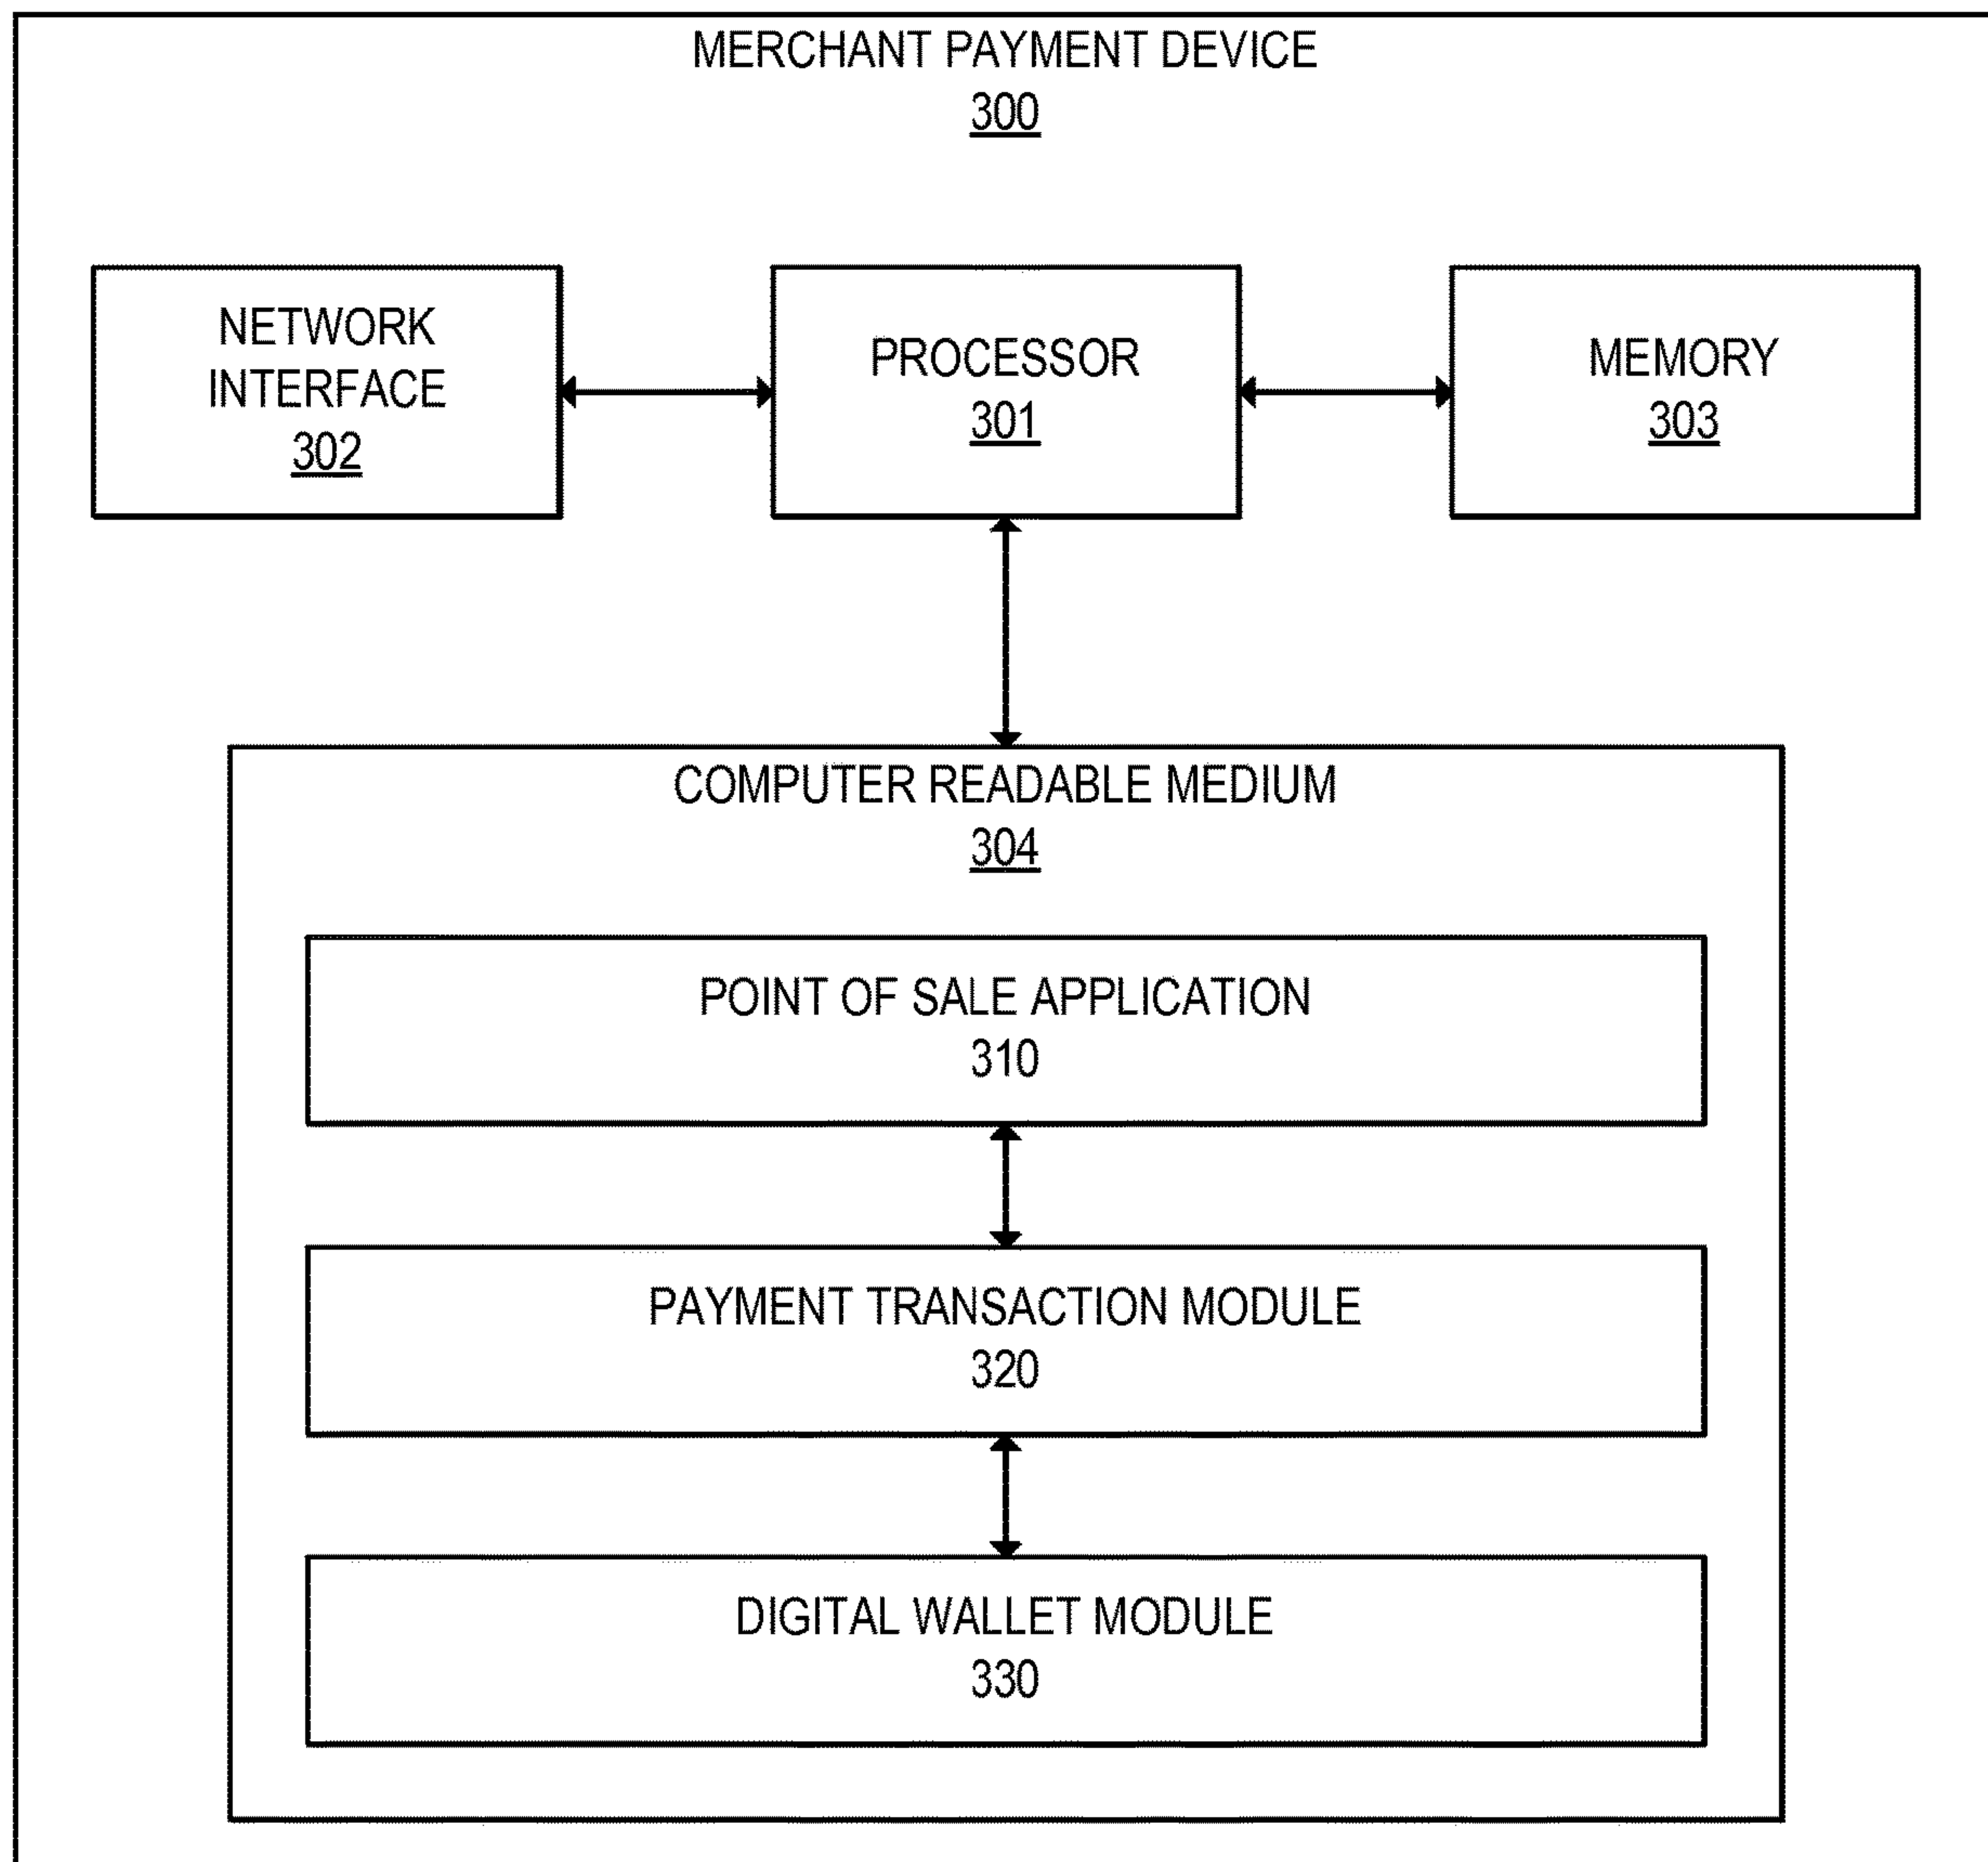 MERCHANT PAYMENT DEVICE
300
NETWORK
INTERFACE
302
PROCESSOR
301
MEMORY
303
COMPUTER READABLE MEDIUM
304
POINT OF SALE APPLICATION
310
PAYMENT TRANSACTION MODULE
320
DIGITAL WALLET MODULE
330